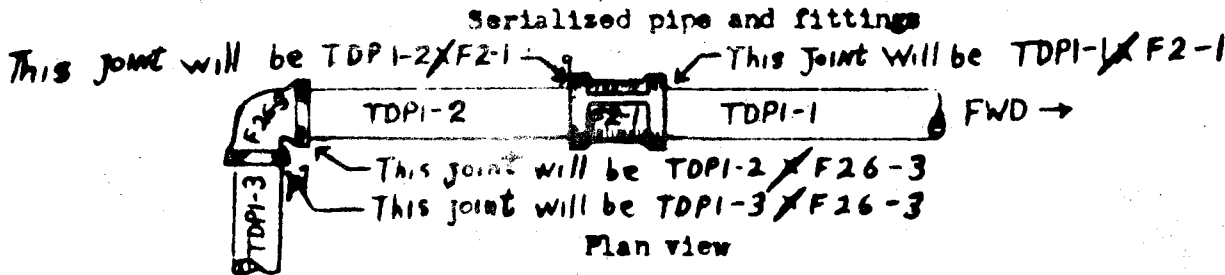 Serialized pipe and fittings
This joint will be TDP1-2 X F2-1
This Joint Will be TDP1-1 X F2-1
TDP1-2
F2-1
TDP1-1
FWD →
F26-3
This joint will be TDP1-2 X F26-3
This joint will be TDP1-3 X F26-3
TDP1-3
Plan view